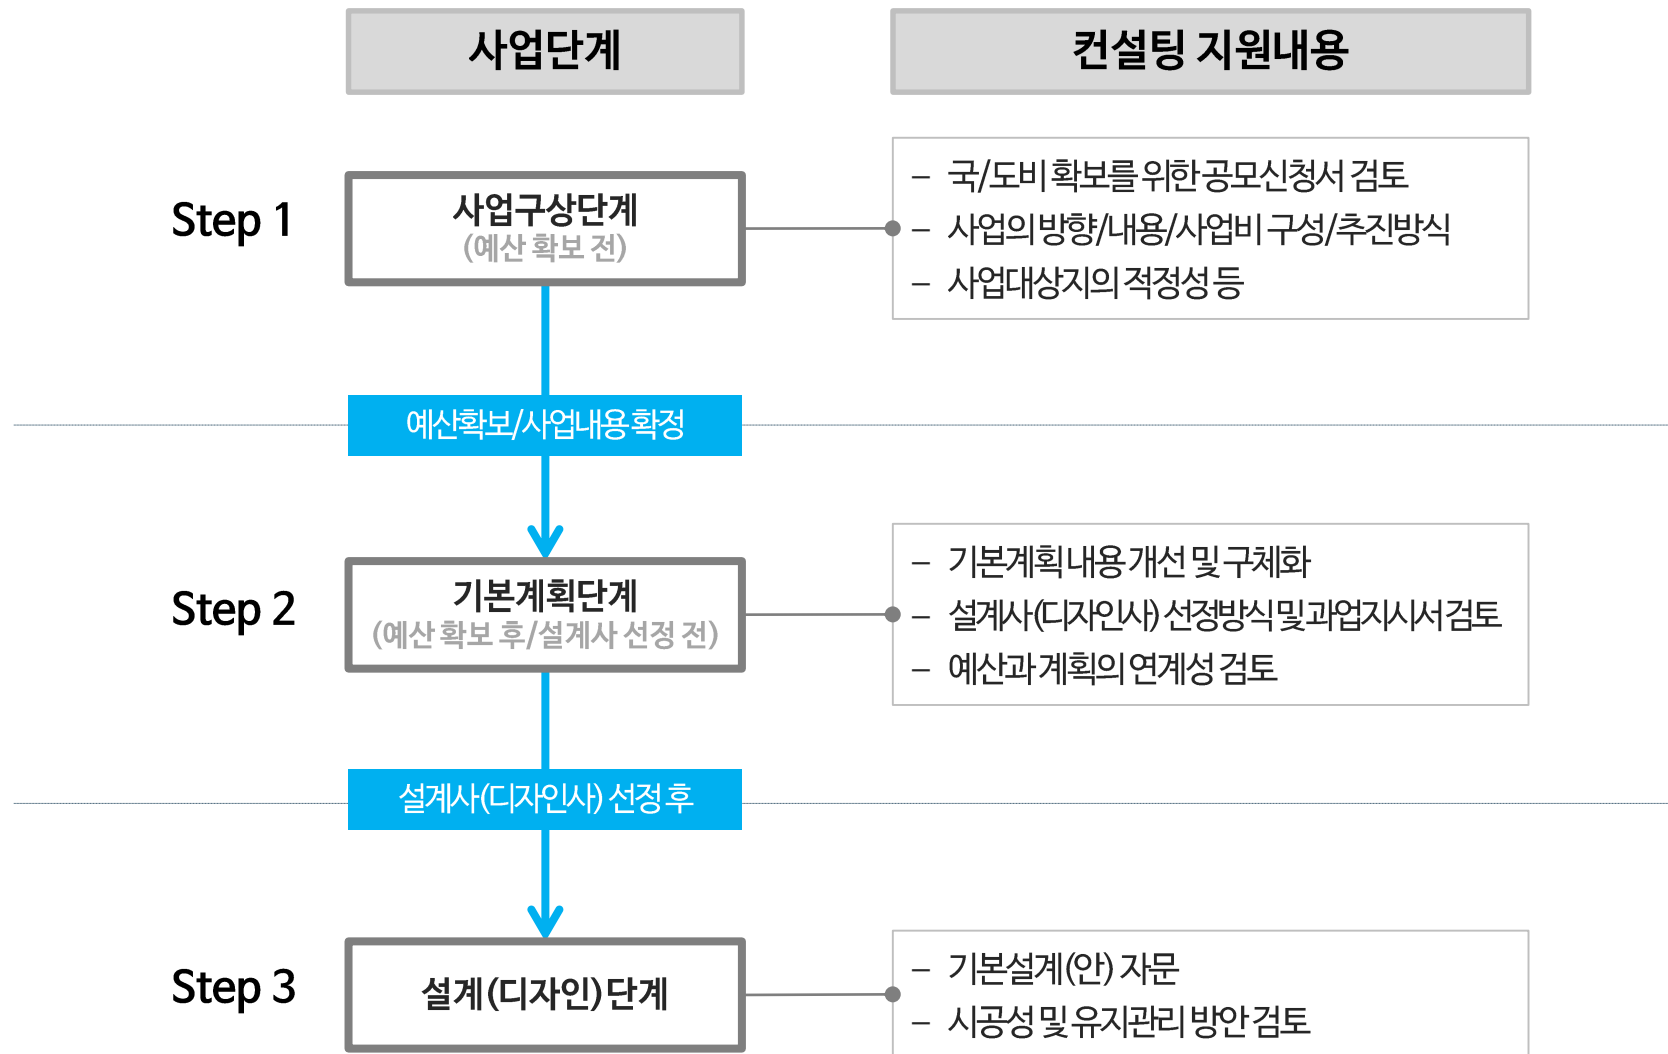 사업단계
컨설팅 지원내용
Step 1
사업구상단계
(예산 확보 전)
– 국/도비 확보를 위한 공모신청서 검토
– 사업의 방향/내용/사업비 구성/추진방식
– 사업대상지의 적정성 등
예산확보/사업내용 확정
Step 2
기본계획단계
(예산 확보 후/설계사 선정 전)
– 기본계획 내용 개선 및 구체화
– 설계사(디자인사) 선정방식 및 과업지시서 검토
– 예산과 계획의 연계성 검토
설계사(디자인사) 선정 후
Step 3
설계(디자인)단계
– 기본설계(안) 자문
– 시공성 및 유지관리 방안 검토